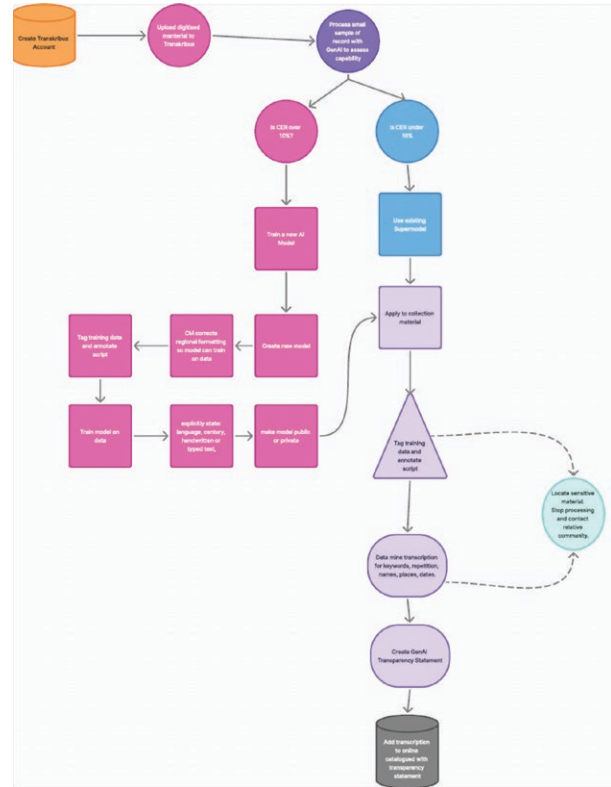 Create Transkribus
Account
Upload digitized
material to
Transkribus
Process small
sample of
record with
GenAI to assess
capability
Is CER over
10%?
Is CER under
10%
Train a new AI
Model
Use existing
Supermodel
Tag training data
and annotate
script
CM corrects
regional formatting
so model can train
on data
Create new model
Apply to collection
material
Train model on
data
explicitly state:
language, century,
handwritten or
typed text,
make model public
or private
Tag training
data and
annotate
script
Locate sensitive
material.
Stop processing
and contact
relative
community.
Data mine transcription
for keywords, repetition,
names, places, dates.
Create GenAI
Transparency Statement
Add transcription
to online
catalogued with
transparency
statement